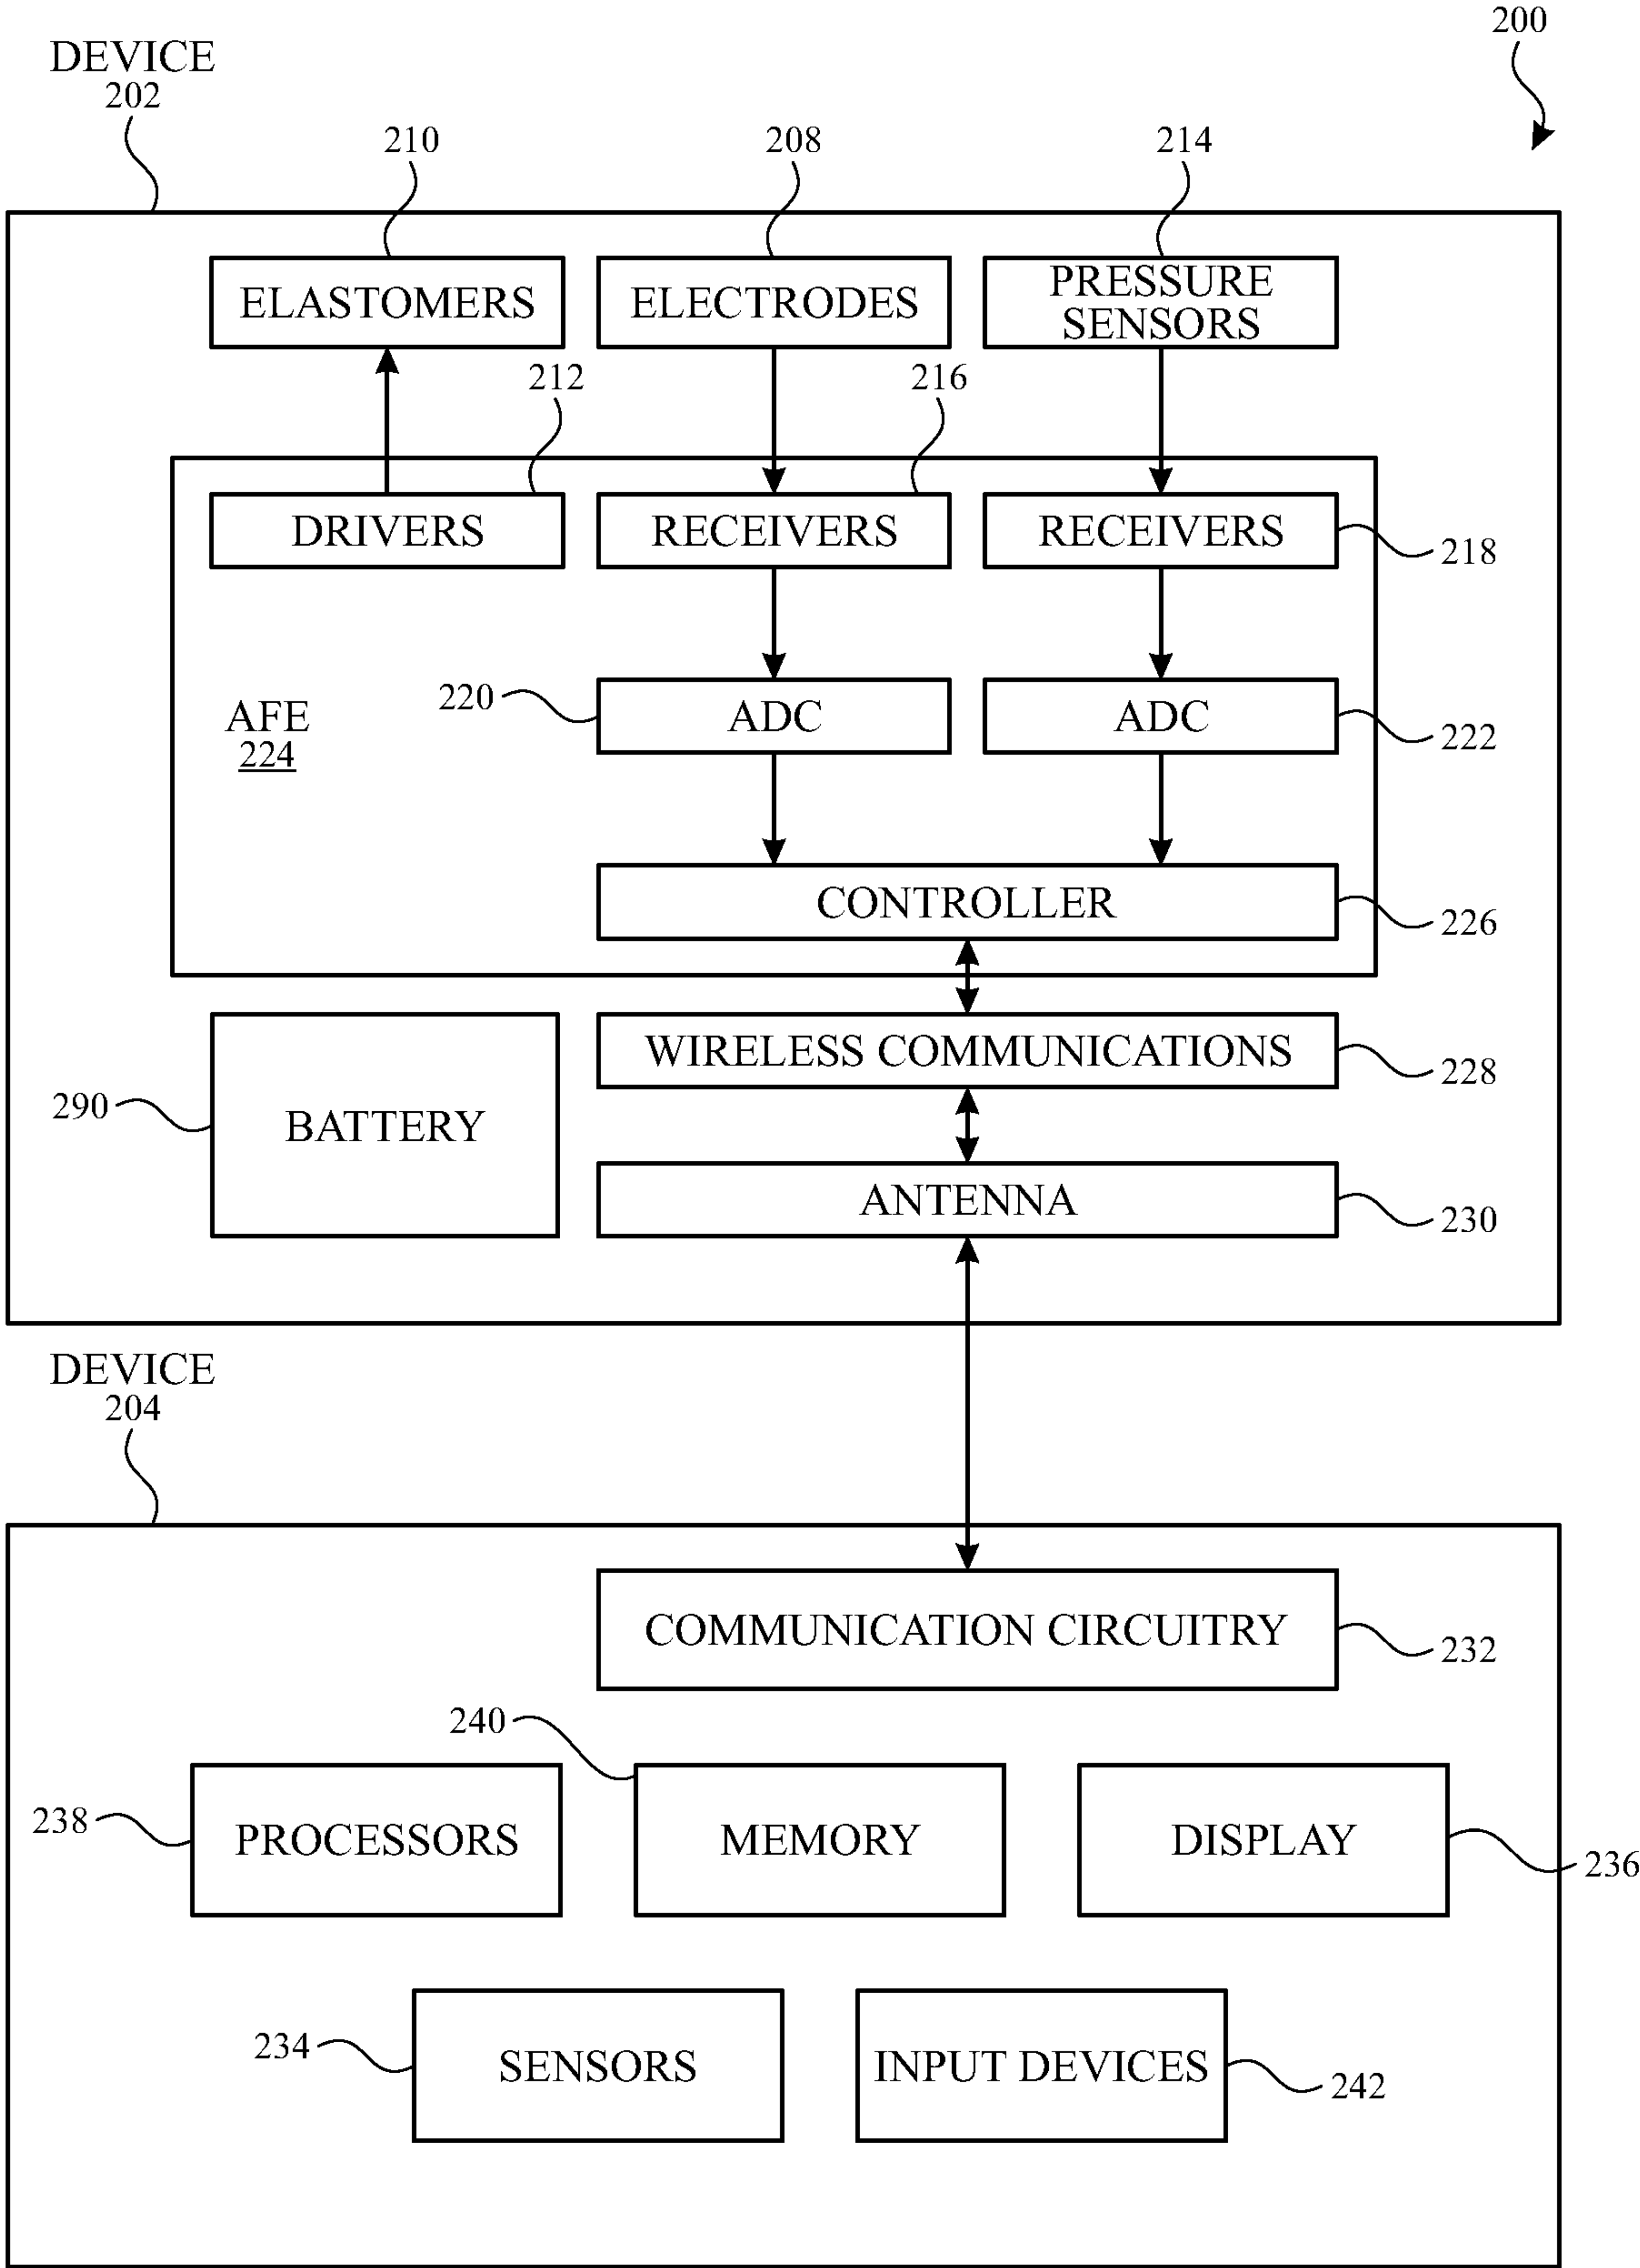 200
DEVICE
202
210
208
214
ELASTOMERS
ELECTRODES
PRESSURE
SENSORS
212
216
DRIVERS
RECEIVERS
RECEIVERS
218
220
ADC
ADC
222
AFE
224
CONTROLLER
226
WIRELESS COMMUNICATIONS
228
290
BATTERY
ANTENNA
230
DEVICE
204
COMMUNICATION CIRCUITRY
232
240
238
PROCESSORS
MEMORY
DISPLAY
236
234
SENSORS
INPUT DEVICES
242